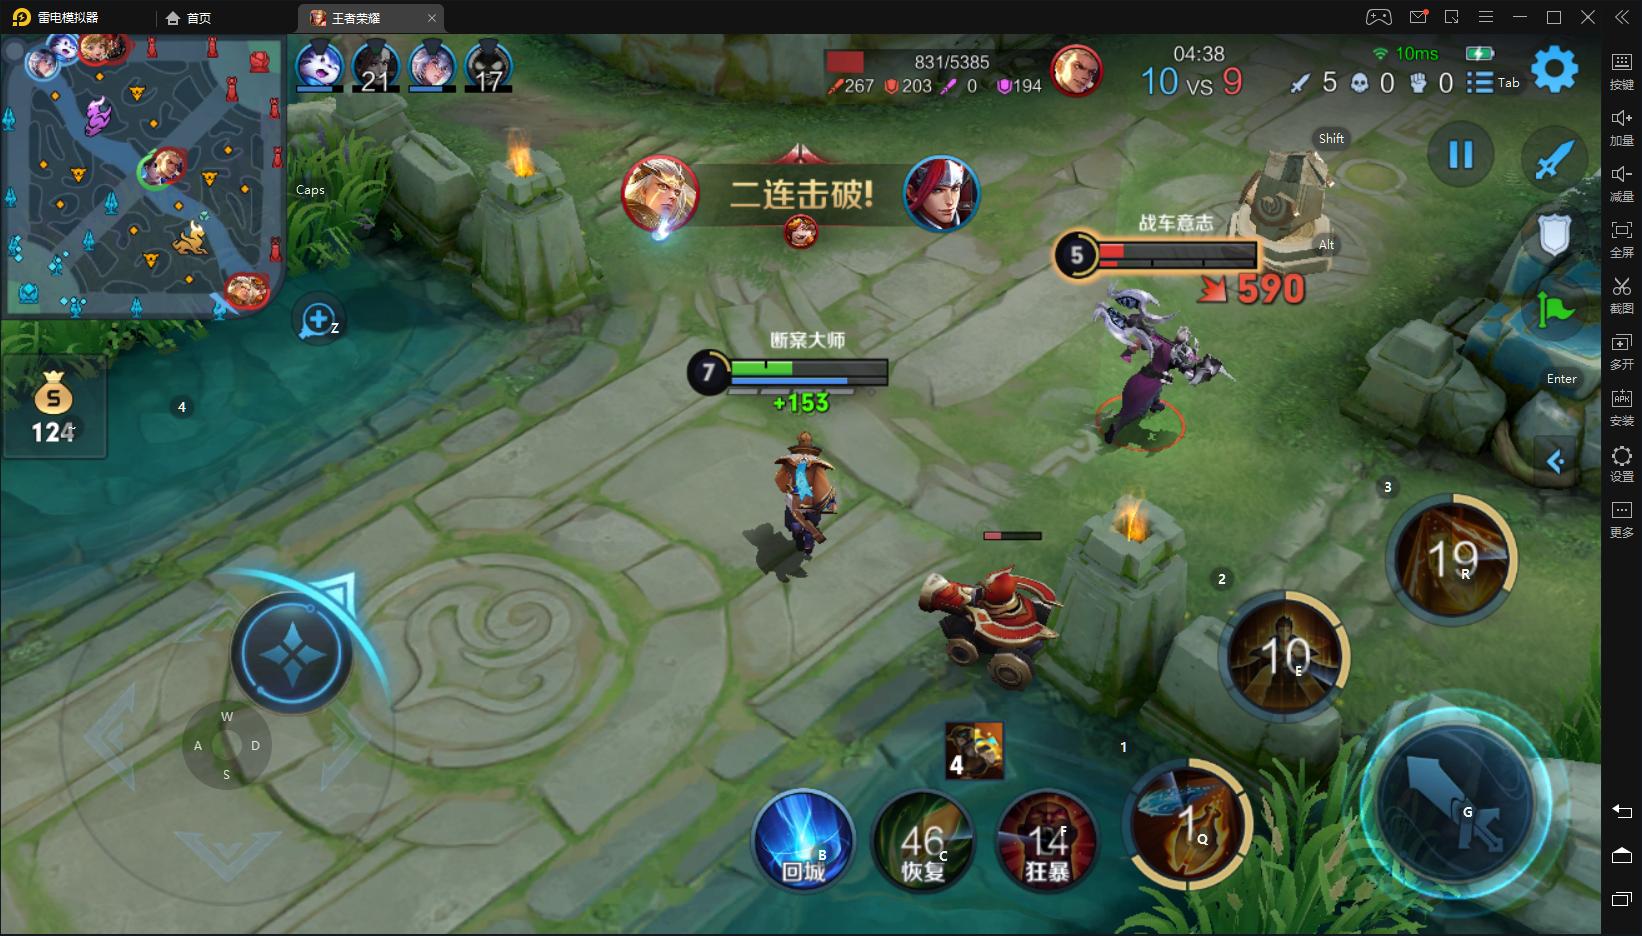 雷电模拟器
首页
王者荣耀
21
17
831/5385
267 203 0 194
04:38
10 VS 9
10ms
5 0 0
Tab
按键
加量
减量
全屏
截图
多开
安装
设置
更多
APK
Shift
Caps
二连击破!
战车意志
Alt
5
590
Z
断案大师
7
+153
Enter
124
4
3
19
R
2
10
E
W
A D
S
4
1
1
Q
G
B
回城
46
C
恢复
14
F
狂暴